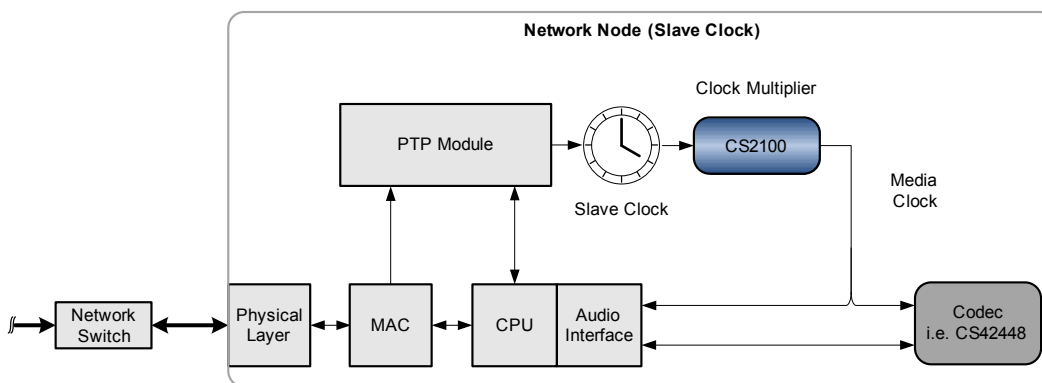 Network Node (Slave Clock)
Clock Multiplier
PTP Module
CS2100
Slave Clock
Media
Clock
Network
Switch
Physical
Layer
MAC
CPU
Audio
Interface
Codec
i.e. CS42448